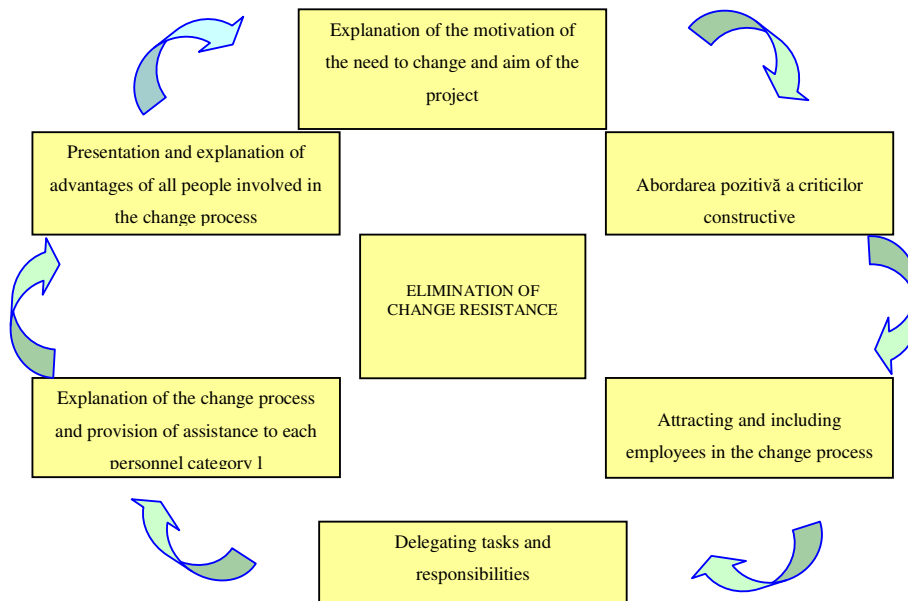 Explanation of the motivation of
the need to change and aim of the
project
Presentation and explanation of
advantages of all people involved in
the change process
Abordarea pozitivă a criticilor
constructive
ELIMINATION OF
CHANGE RESISTANCE
Explanation of the change process
and provision of assistance to each
personnel category l
Attracting and including
employees in the change process
Delegating tasks and
responsibilities